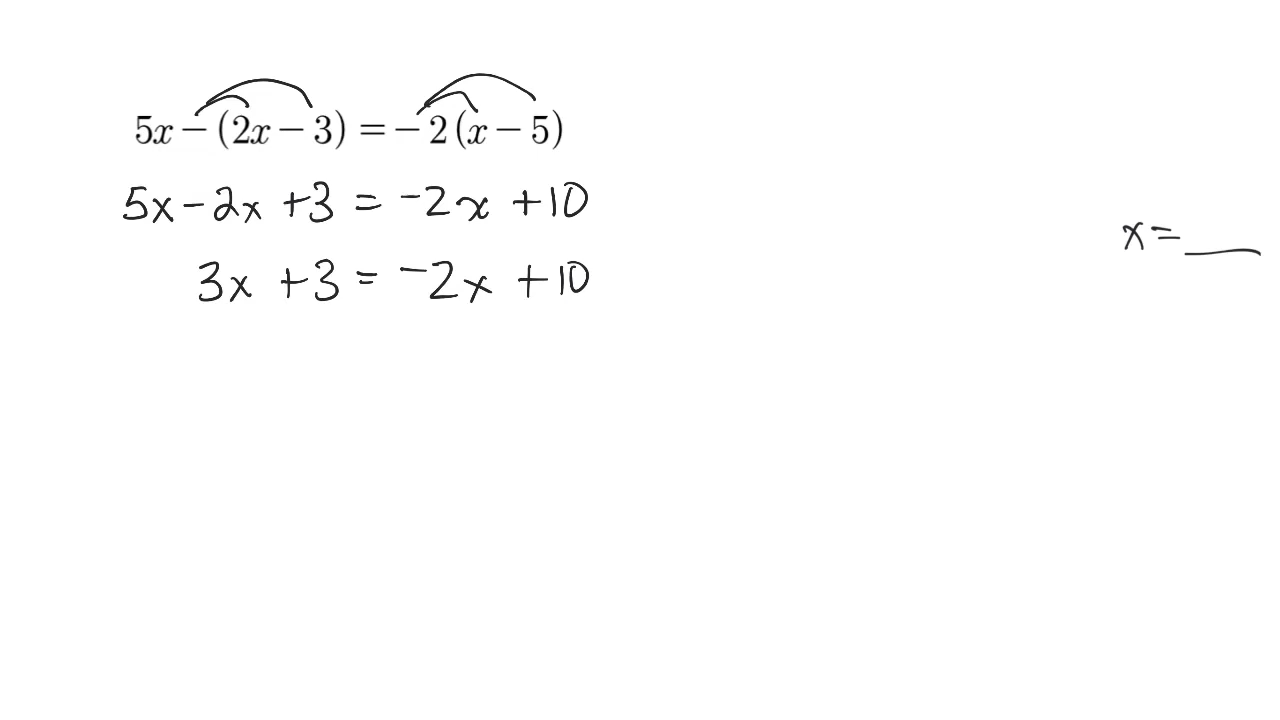 5x − (2x − 3) = − 2(x − 5)
5x − 2x + 3 = −2x + 10
3x + 3 = −2x + 10
x = ___